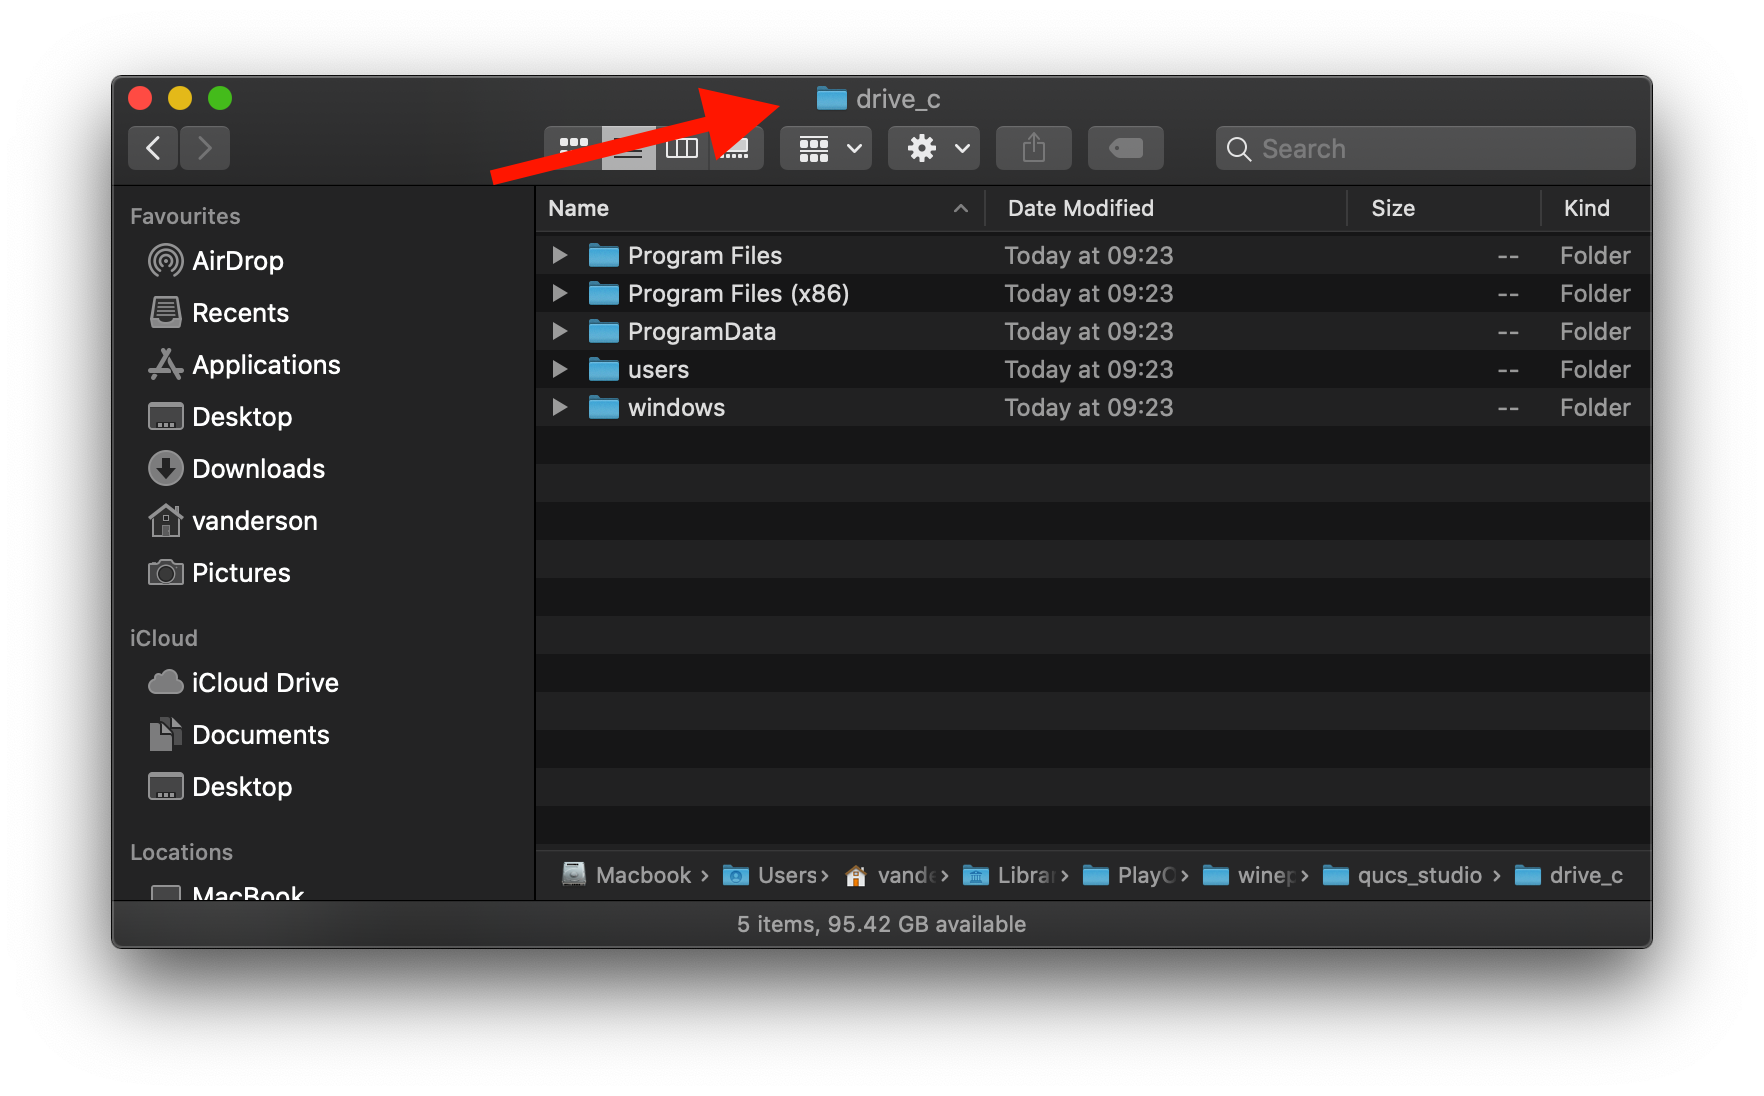 drive_c
Search
Favourites
AirDrop
Recents
Applications
Desktop
Downloads
vanderson
Pictures
iCloud
iCloud Drive
Documents
Desktop
Locations
MacBook
Name Date Modified Size Kind
Program Files Today at 09:23 -- Folder
Program Files (x86) Today at 09:23 -- Folder
ProgramData Today at 09:23 -- Folder
users Today at 09:23 -- Folder
windows Today at 09:23 -- Folder
Macbook › Users › vande › Librar › PlayO › winep › qucs_studio › drive_c
5 items, 95.42 GB available